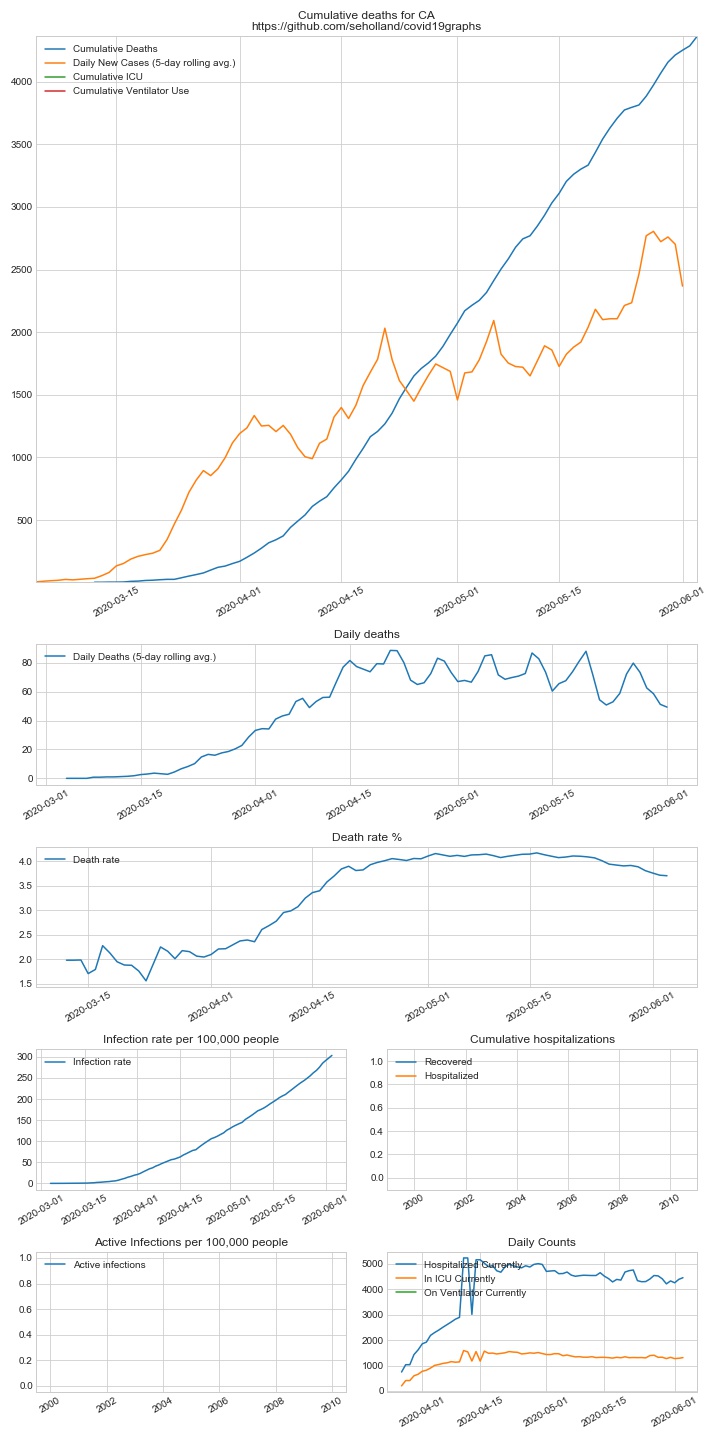 Cumulative deaths for CA
https://github.com/seholland/covid19graphs
Cumulative Deaths
Daily New Cases (5-day rolling avg.)
Cumulative ICU
Cumulative Ventilator Use
4000
3500
3000
2500
2000
1500
1000
500
2020-03-15 2020-04-01 2020-04-15 2020-05-01 2020-05-15 2020-06-01
Daily deaths
Daily Deaths (5-day rolling avg.)
80
60
40
20
0
2020-03-01 2020-03-15 2020-04-01 2020-04-15 2020-05-01 2020-05-15 2020-06-01
Death rate %
Death rate
4.0
3.5
3.0
2.5
2.0
1.5
2020-03-15 2020-04-01 2020-04-15 2020-05-01 2020-05-15 2020-06-01
Infection rate per 100,000 people
Infection rate
300
250
200
150
100
50
0
2020-03-01 2020-03-15 2020-04-01 2020-04-15 2020-05-01 2020-05-15 2020-06-01
Cumulative hospitalizations
Recovered
Hospitalized
1.0
0.8
0.6
0.4
0.2
0.0
2000 2002 2004 2006 2008 2010
Active Infections per 100,000 people
Active infections
1.0
0.8
0.6
0.4
0.2
0.0
2000 2002 2004 2006 2008 2010
Daily Counts
Hospitalized Currently
In ICU Currently
On Ventilator Currently
5000
4000
3000
2000
1000
0
2020-04-01 2020-04-15 2020-05-01 2020-05-15 2020-06-01